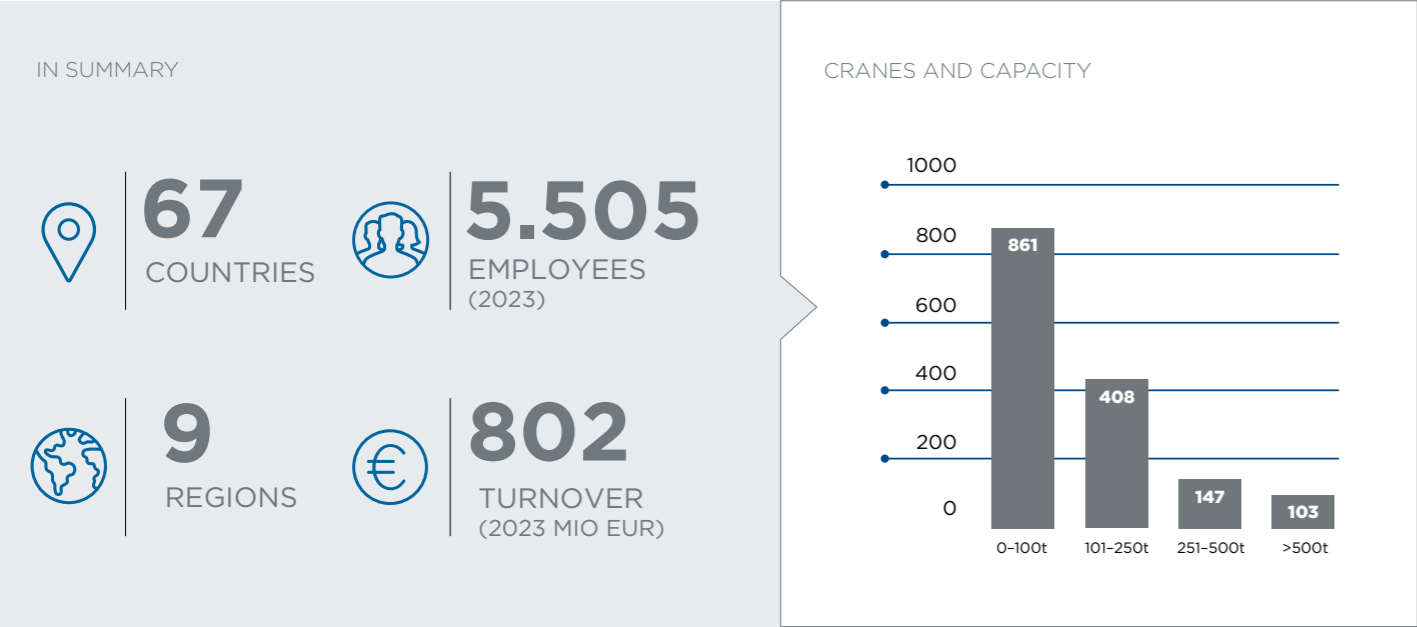 IN SUMMARY
67
COUNTRIES
5.505
EMPLOYEES
(2023)
9
REGIONS
€
802
TURNOVER
(2023 MIO EUR)
CRANES AND CAPACITY
1000
800
600
400
200
0
861
408
147
103
0–100t
101–250t
251–500t
>500t